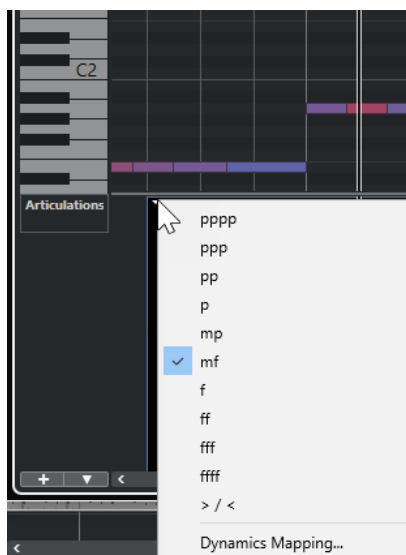 C2
Articulations
pppp
ppp
pp
p
mp
mf
f
ff
fff
ffff
> / <
Dynamics Mapping...